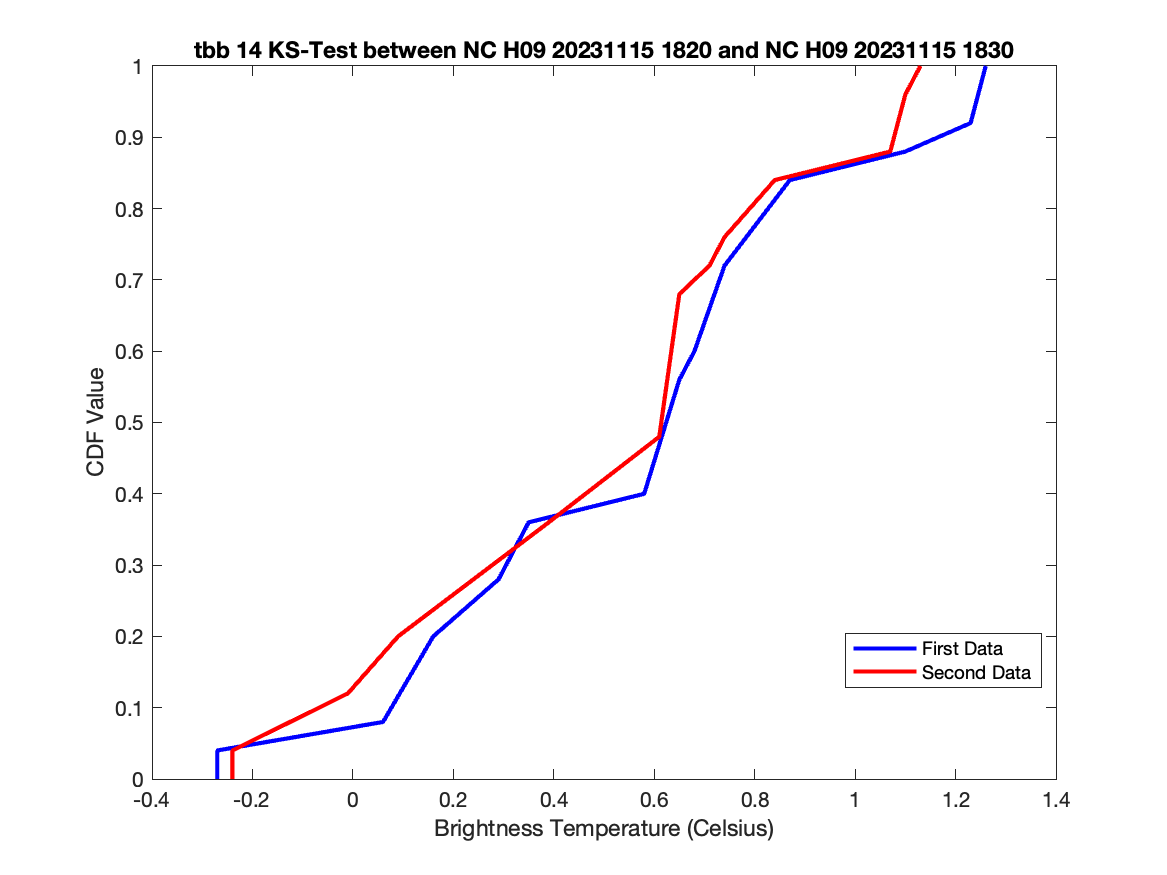 tbb 14 KS-Test between NC H09 20231115 1820 and NC H09 20231115 1830
1
0.9
0.8
0.7
0.6
0.5
0.4
0.3
0.2
0.1
0
CDF Value
First Data
Second Data
-0.4 -0.2 0 0.2 0.4 0.6 0.8 1 1.2 1.4
Brightness Temperature (Celsius)